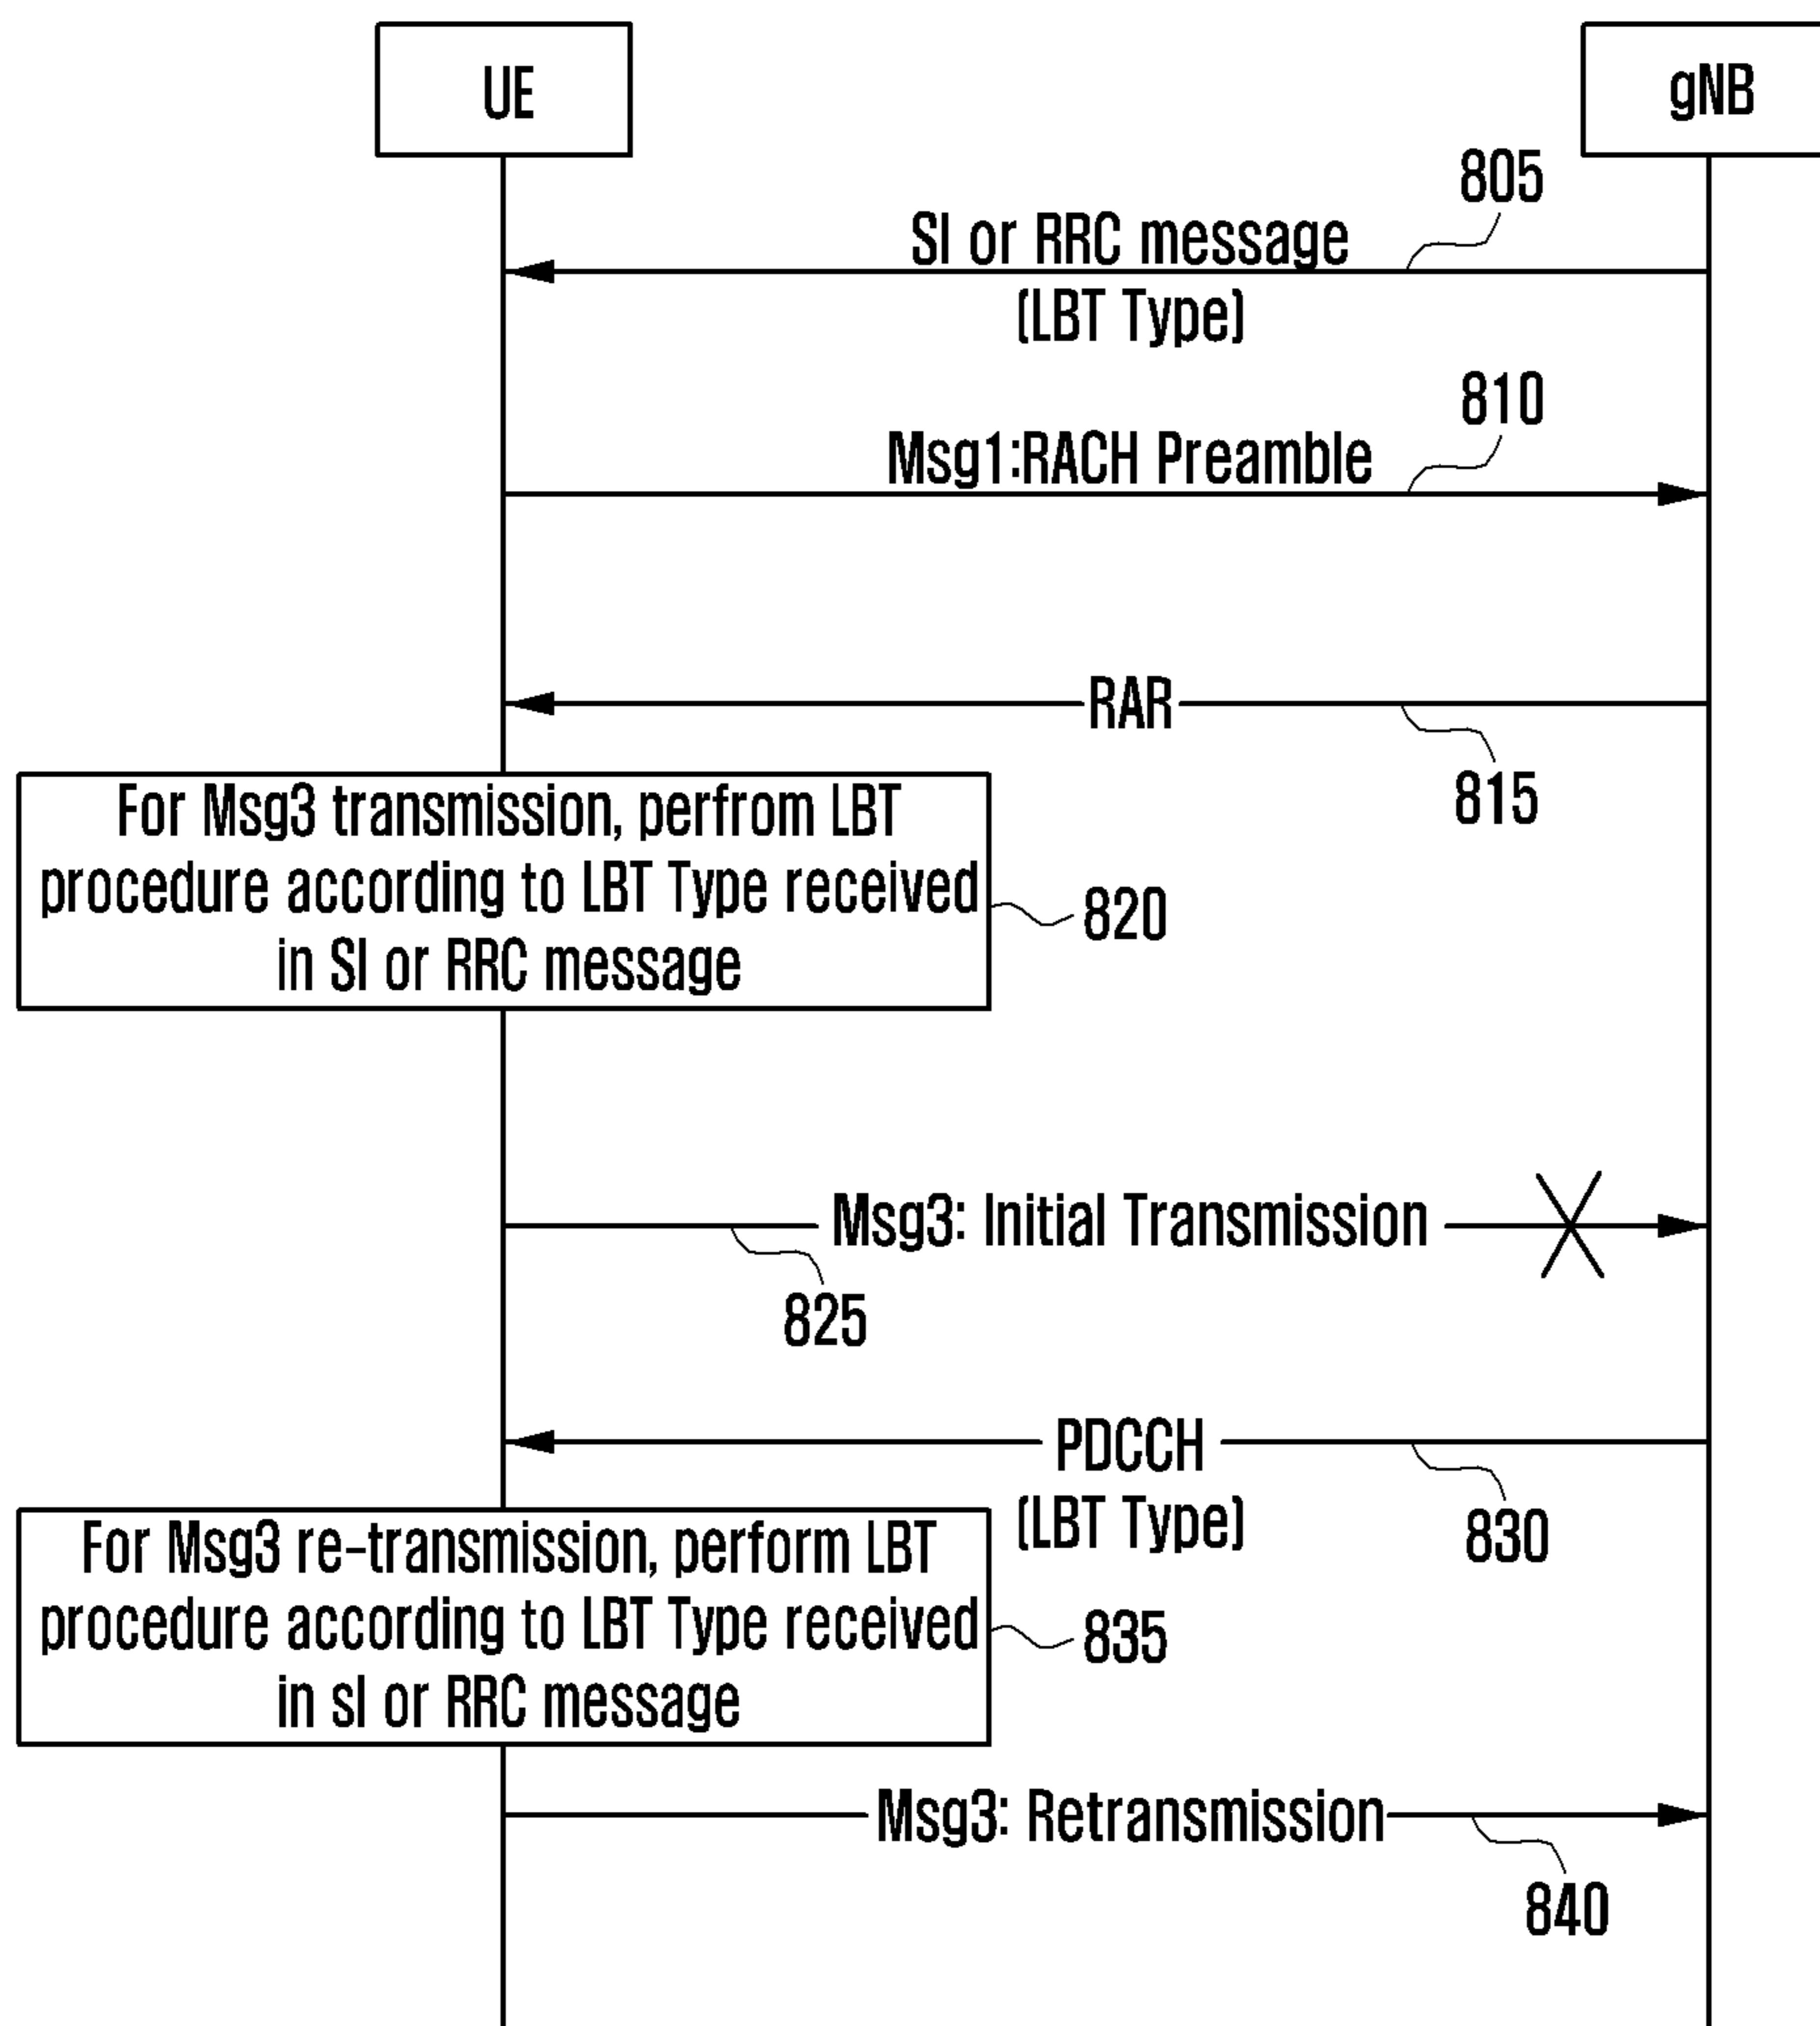 UE
gNB
805
SI or RRC message
(LBT Type)
810
Msg1:RACH Preamble
RAR
815
For Msg3 transmission, perfrom LBT
procedure according to LBT Type received
in SI or RRC message
820
Msg3: Initial Transmission
825
PDCCH
(LBT Type)
830
For Msg3 re-transmission, perform LBT
procedure according to LBT Type received
in sI or RRC message
835
Msg3: Retransmission
840